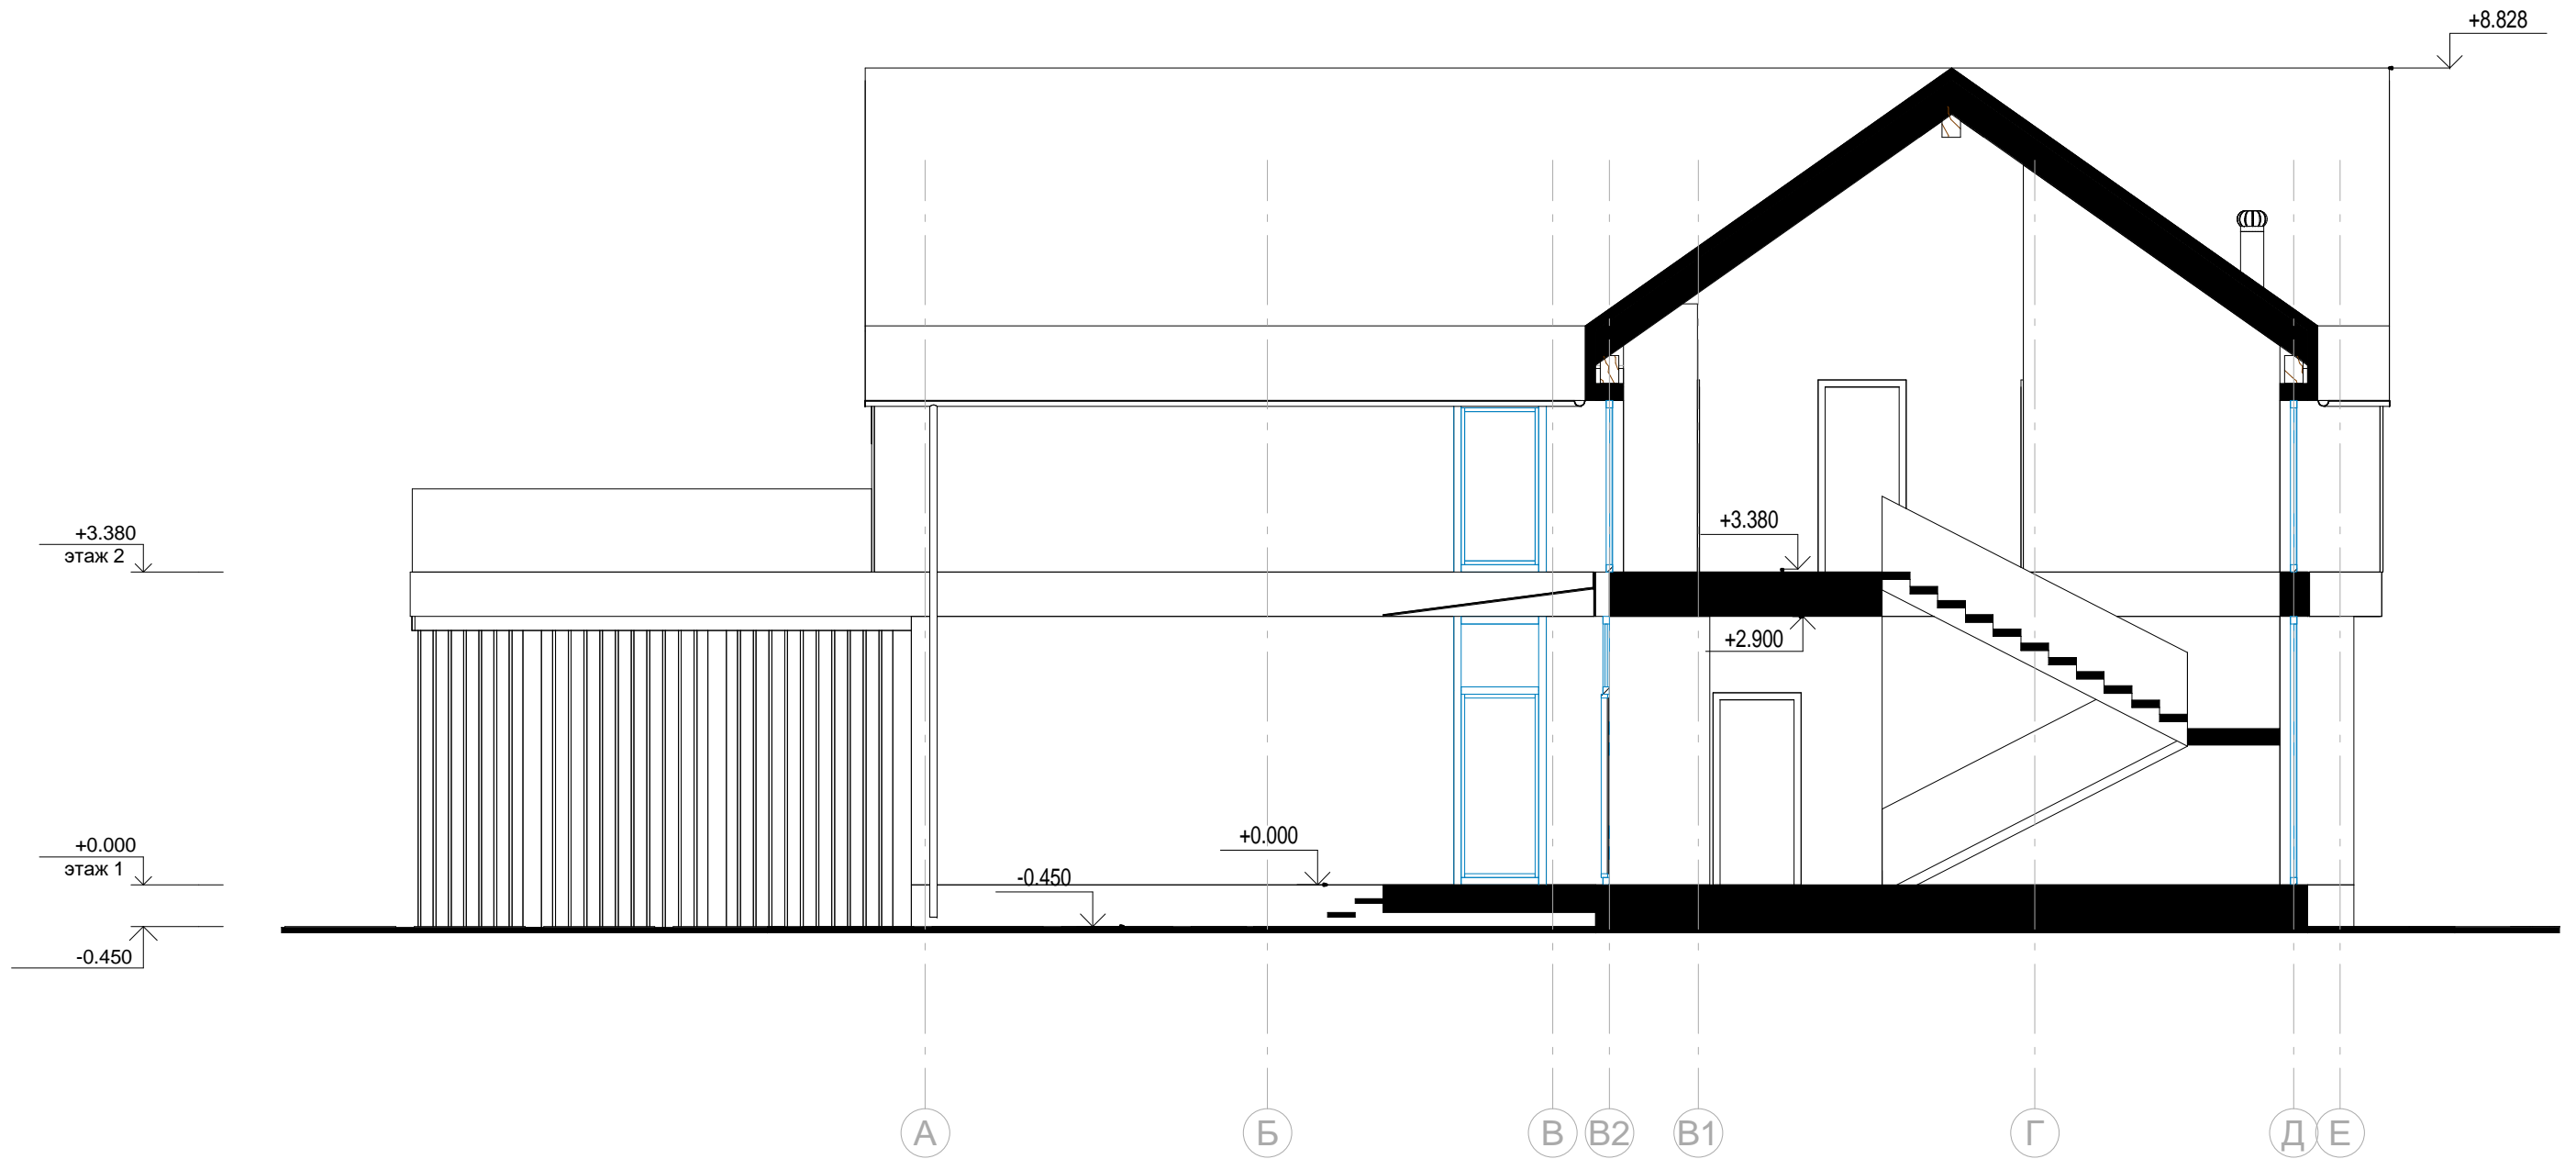 +8.828
+3.380
этаж 2
+3.380
+2.900
+0.000
этаж 1
+0.000
-0.450
-0.450
А
Б
В
В2
В1
Г
Д
Е